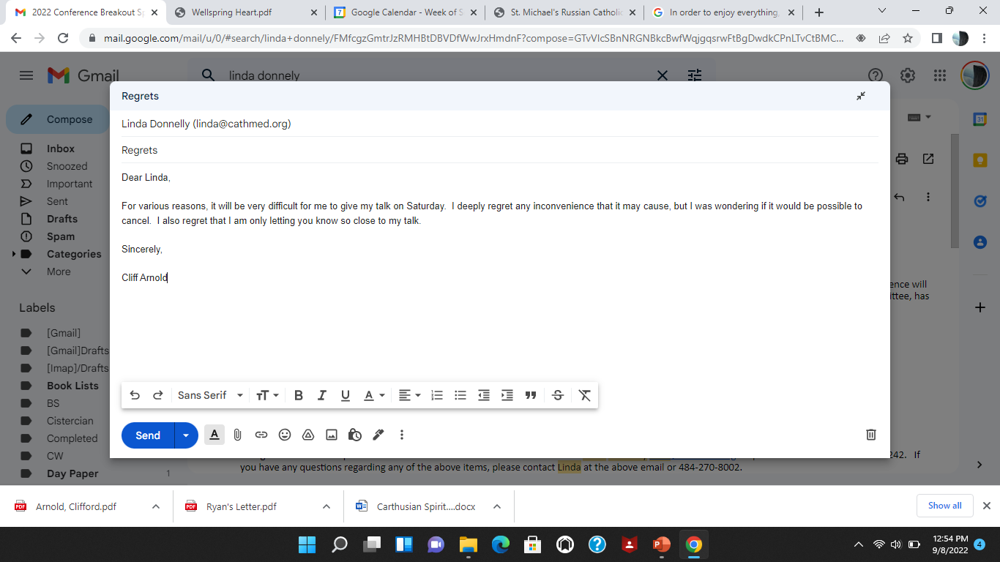 2022 Conference Breakout Sp
Wellspring Heart.pdf
Google Calendar - Week of S
St. Michael's Russian Catholic
In order to enjoy everything,
mail.google.com/mail/u/0/#search/linda+donnely/FMfcgzGmtrJzRMHBtDBVDfWwJrxHmdnF?compose=GTvVlcSBnNRGNBkcBwfWqjgqsrwFtBgDwdkCPnLTvCtBMC...
Gmail
linda donnely
Compose
Inbox
Snoozed
Important
Sent
Drafts
Spam
Categories
More
Labels
[Gmail]
[Gmail]Drafts
[Imap]/Drafts
Book Lists
BS
Cistercian
Completed
CW
Day Paper 1
Regrets
Linda Donnelly (linda@cathmed.org)
Regrets
Dear Linda,
For various reasons, it will be very difficult for me to give my talk on Saturday.  I deeply regret any inconvenience that it may cause, but I was wondering if it would be possible to
cancel.  I also regret that I am only letting you know so close to my talk.
Sincerely,
Cliff Arnold
Sans Serif
Send
ence will
ittee, has
242.   If
you have any questions regarding any of the above items, please contact Linda at the above email or 484-270-8002.
31
Arnold, Clifford.pdf
Ryan's Letter.pdf
Carthusian Spirit....docx
Show all
12:54 PM
9/8/2022
4